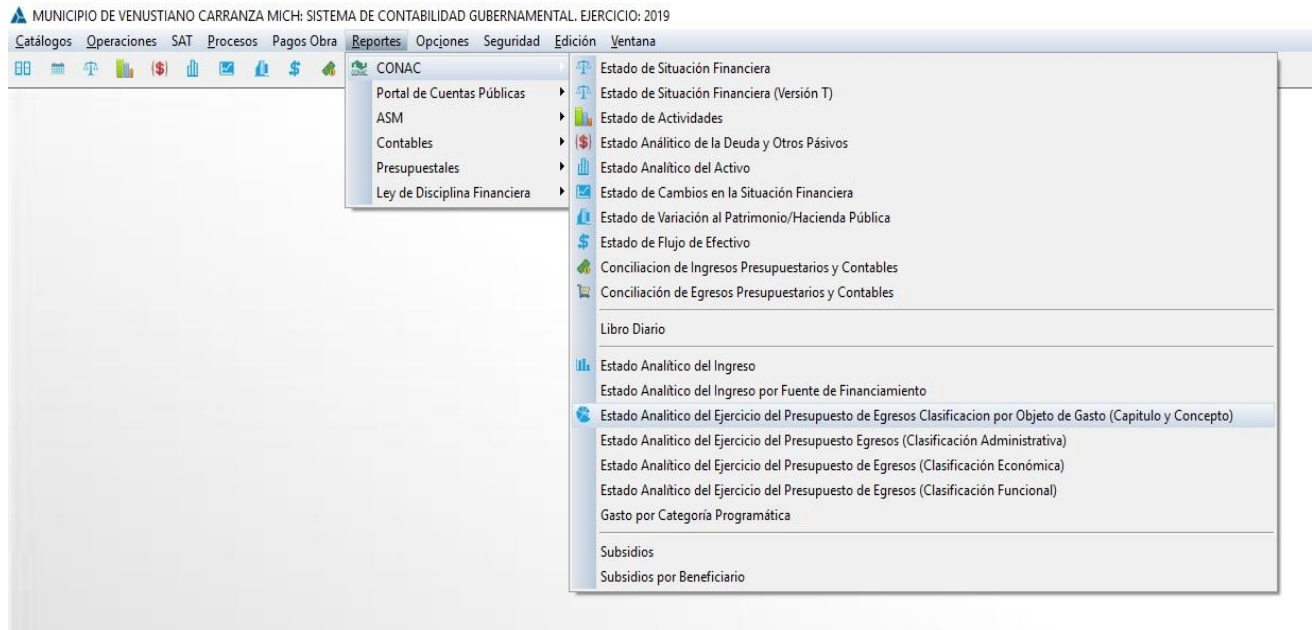 MUNICIPIO DE VENUSTIANO CARRANZA MICH: SISTEMA DE CONTABILIDAD GUBERNAMENTAL. EJERCICIO: 2019
Catálogos Operaciones SAT Procesos Pagos Obra Reportes Opciones Seguridad Edición Ventana
CONAC
Portal de Cuentas Públicas
ASM
Contables
Presupuestales
Ley de Disciplina Financiera
Estado de Situación Financiera
Estado de Situación Financiera (Versión T)
Estado de Actividades
Estado Análitico de la Deuda y Otros Pásivos
Estado Analítico del Activo
Estado de Cambios en la Situación Financiera
Estado de Variación al Patrimonio/Hacienda Pública
Estado de Flujo de Efectivo
Conciliacion de Ingresos Presupuestarios y Contables
Conciliación de Egresos Presupuestarios y Contables
Libro Diario
Estado Analítico del Ingreso
Estado Analítico del Ingreso por Fuente de Financiamiento
Estado Analitico del Ejercicio del Presupuesto de Egresos Clasificacion por Objeto de Gasto (Capitulo y Concepto)
Estado Analitico del Ejercicio del Presupuesto Egresos (Clasificación Administrativa)
Estado Analítico del Ejercicio del Presupuesto de Egresos (Clasificación Económica)
Estado Analítico del Ejercicio del Presupuesto de Egresos (Clasificación Funcional)
Gasto por Categoría Programática
Subsidios
Subsidios por Beneficiario